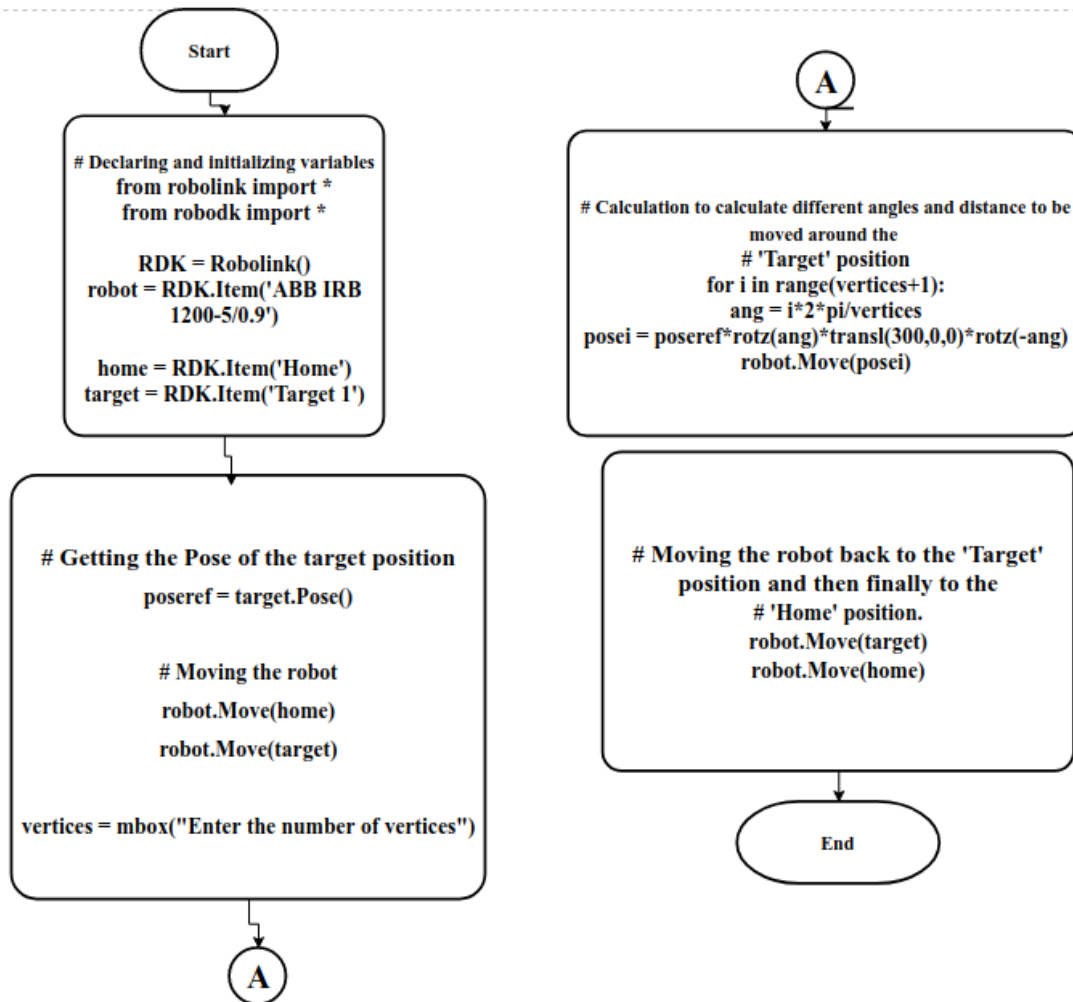 Start
# Declaring and initializing variables
from robolink import *
from robodk import *
RDK = Robolink()
robot = RDK.Item('ABB IRB
1200-5/0.9')
home = RDK.Item('Home')
target = RDK.Item('Target 1')
# Getting the Pose of the target position
poseref = target.Pose()
# Moving the robot
robot.Move(home)
robot.Move(target)
vertices = mbox("Enter the number of vertices")
A
A
# Calculation to calculate different angles and distance to be
moved around the
# 'Target' position
for i in range(vertices+1):
ang = i*2*pi/vertices
posei = poseref*rotz(ang)*transl(300,0,0)*rotz(-ang)
robot.Move(posei)
# Moving the robot back to the 'Target'
position and then finally to the
# 'Home' position.
robot.Move(target)
robot.Move(home)
End